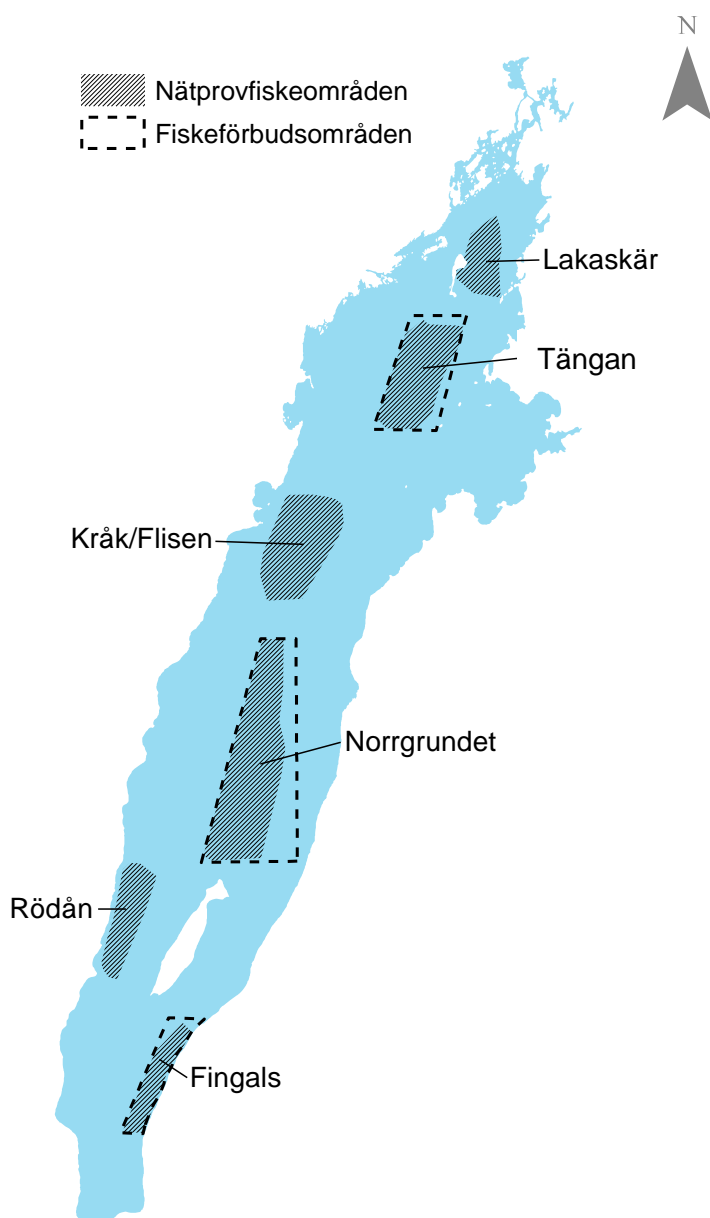 N
Nätprovfiskeområden
Fiskeförbudsområden
Lakaskär
Tängan
Kråk/Flisen
Norrgrundet
Rödån
Fingals